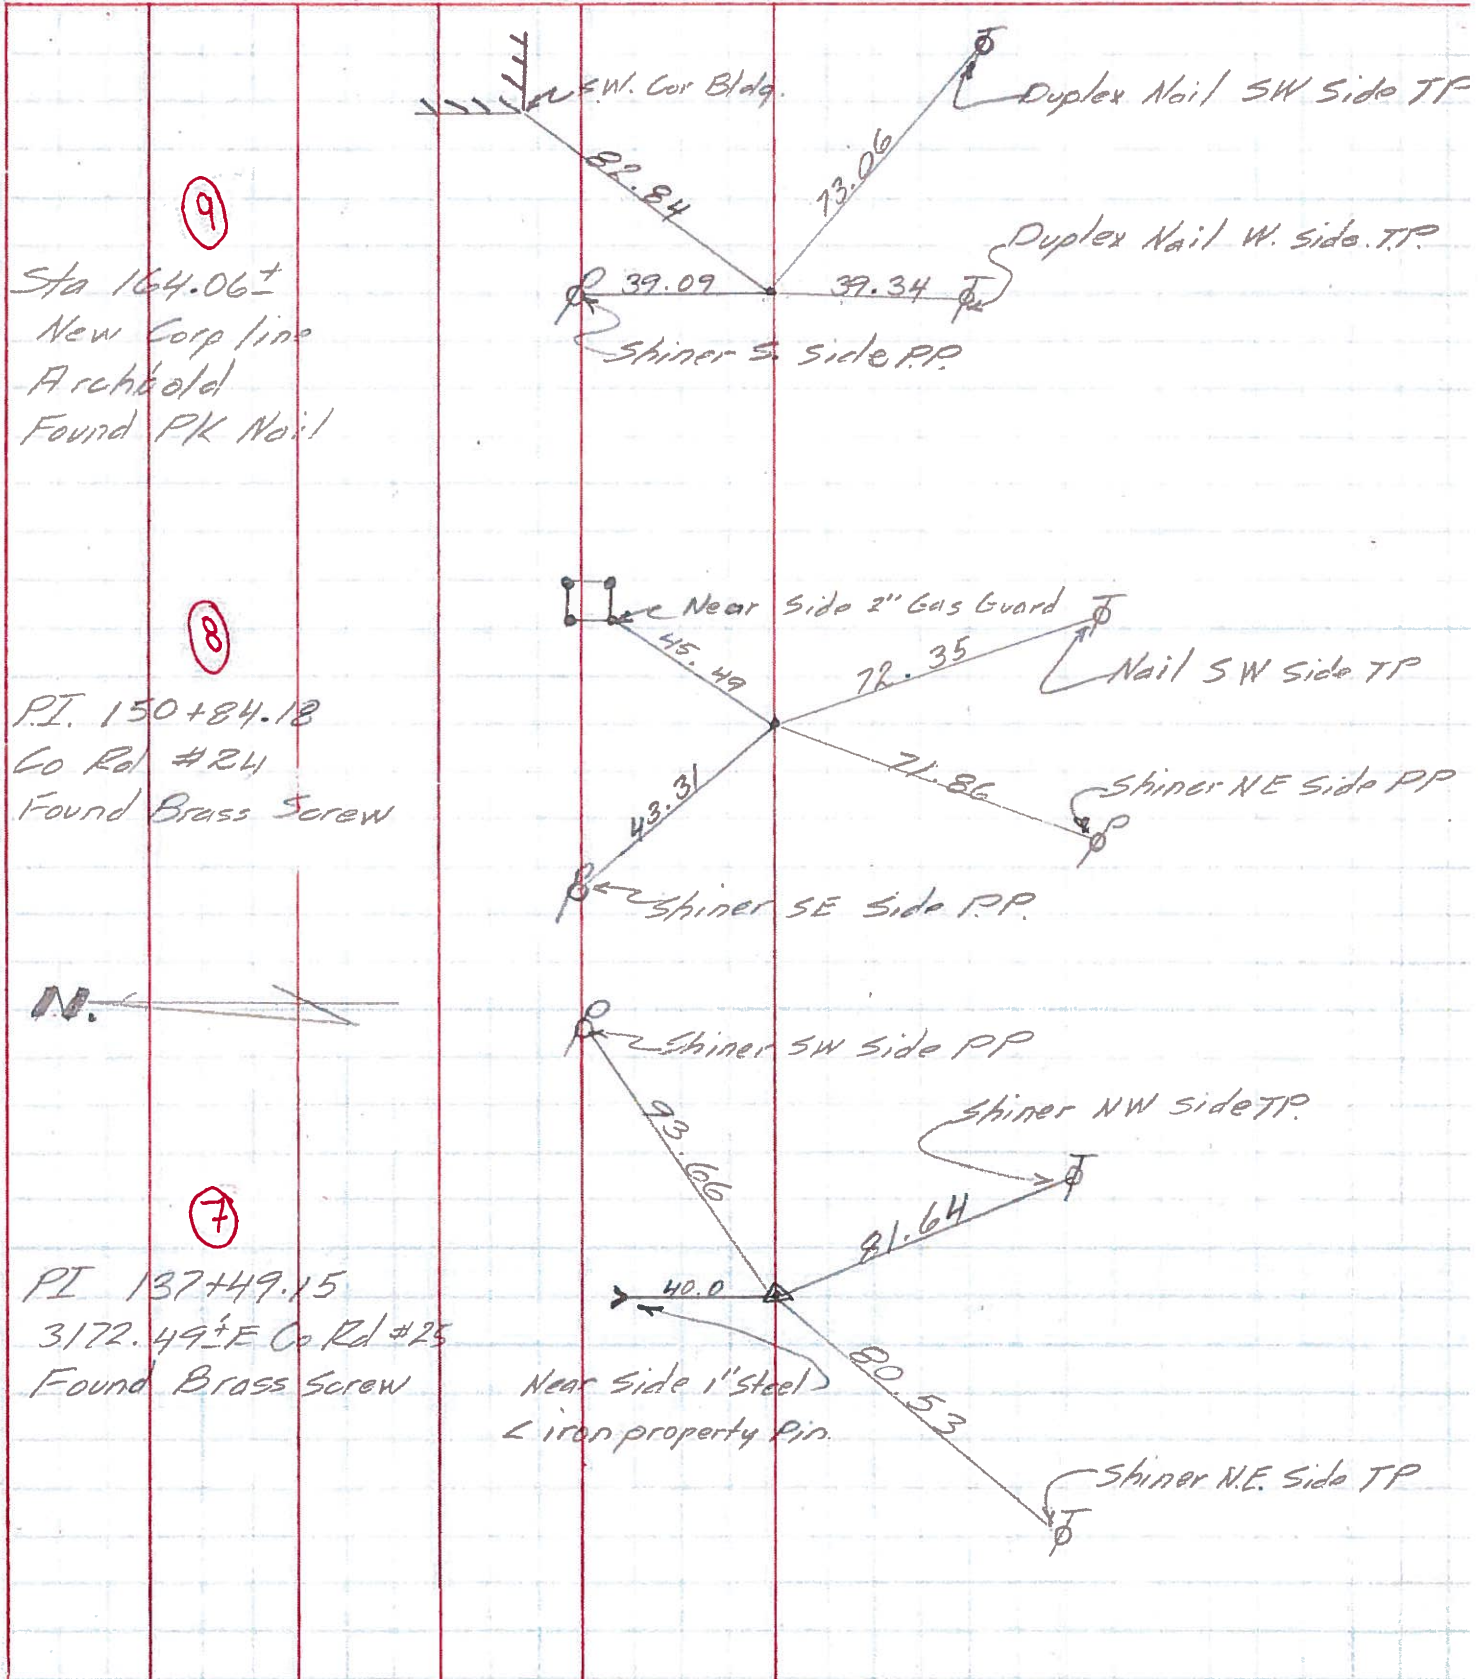 S.W. Cor Bldg.
Duplex Nail SW Side TP
82.84
73.06
9
Duplex Nail W. Side. T.P.
Sta 164.06±
39.09
39.34
New Corp line
Shiner S. Side P.P.
Archbold
Found PK Nail
Near Side 2" Gas Guard
8
45.49
72.35
Nail SW Side TP
P.I. 150+84.18
Co Rd #24
71.86
Shiner NE Side PP
Found Brass Screw
43.31
Shiner SE Side P.P.
N.
Shiner SW Side PP
93.66
Shiner NW Side TP.
7
81.64
PI 137+49.15
40.0
3172.49±E Co Rd #25
80.53
Found Brass Screw
Near Side 1" Steel
< iron property Pin.
Shiner N.E. Side TP